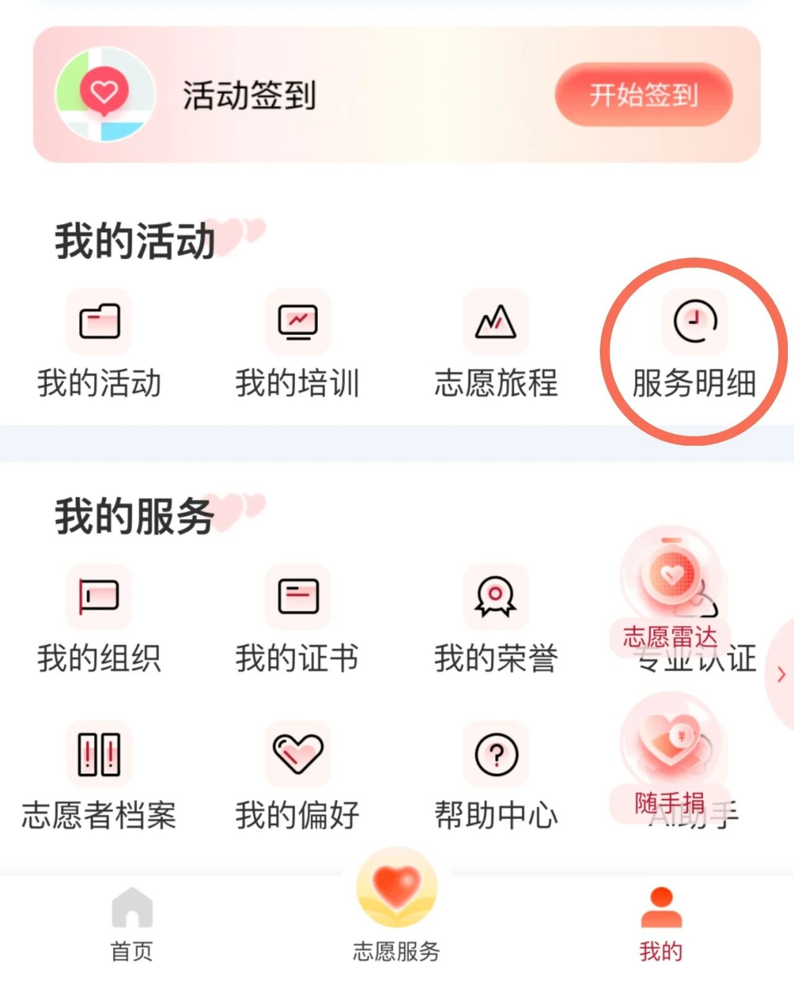 活动签到
开始签到
我的活动
我的活动
我的培训
志愿旅程
服务明细
我的服务
我的组织
我的证书
我的荣誉
志愿雷达
专业认证
志愿者档案
我的偏好
帮助中心
随手捐
AI助手
首页
志愿服务
我的